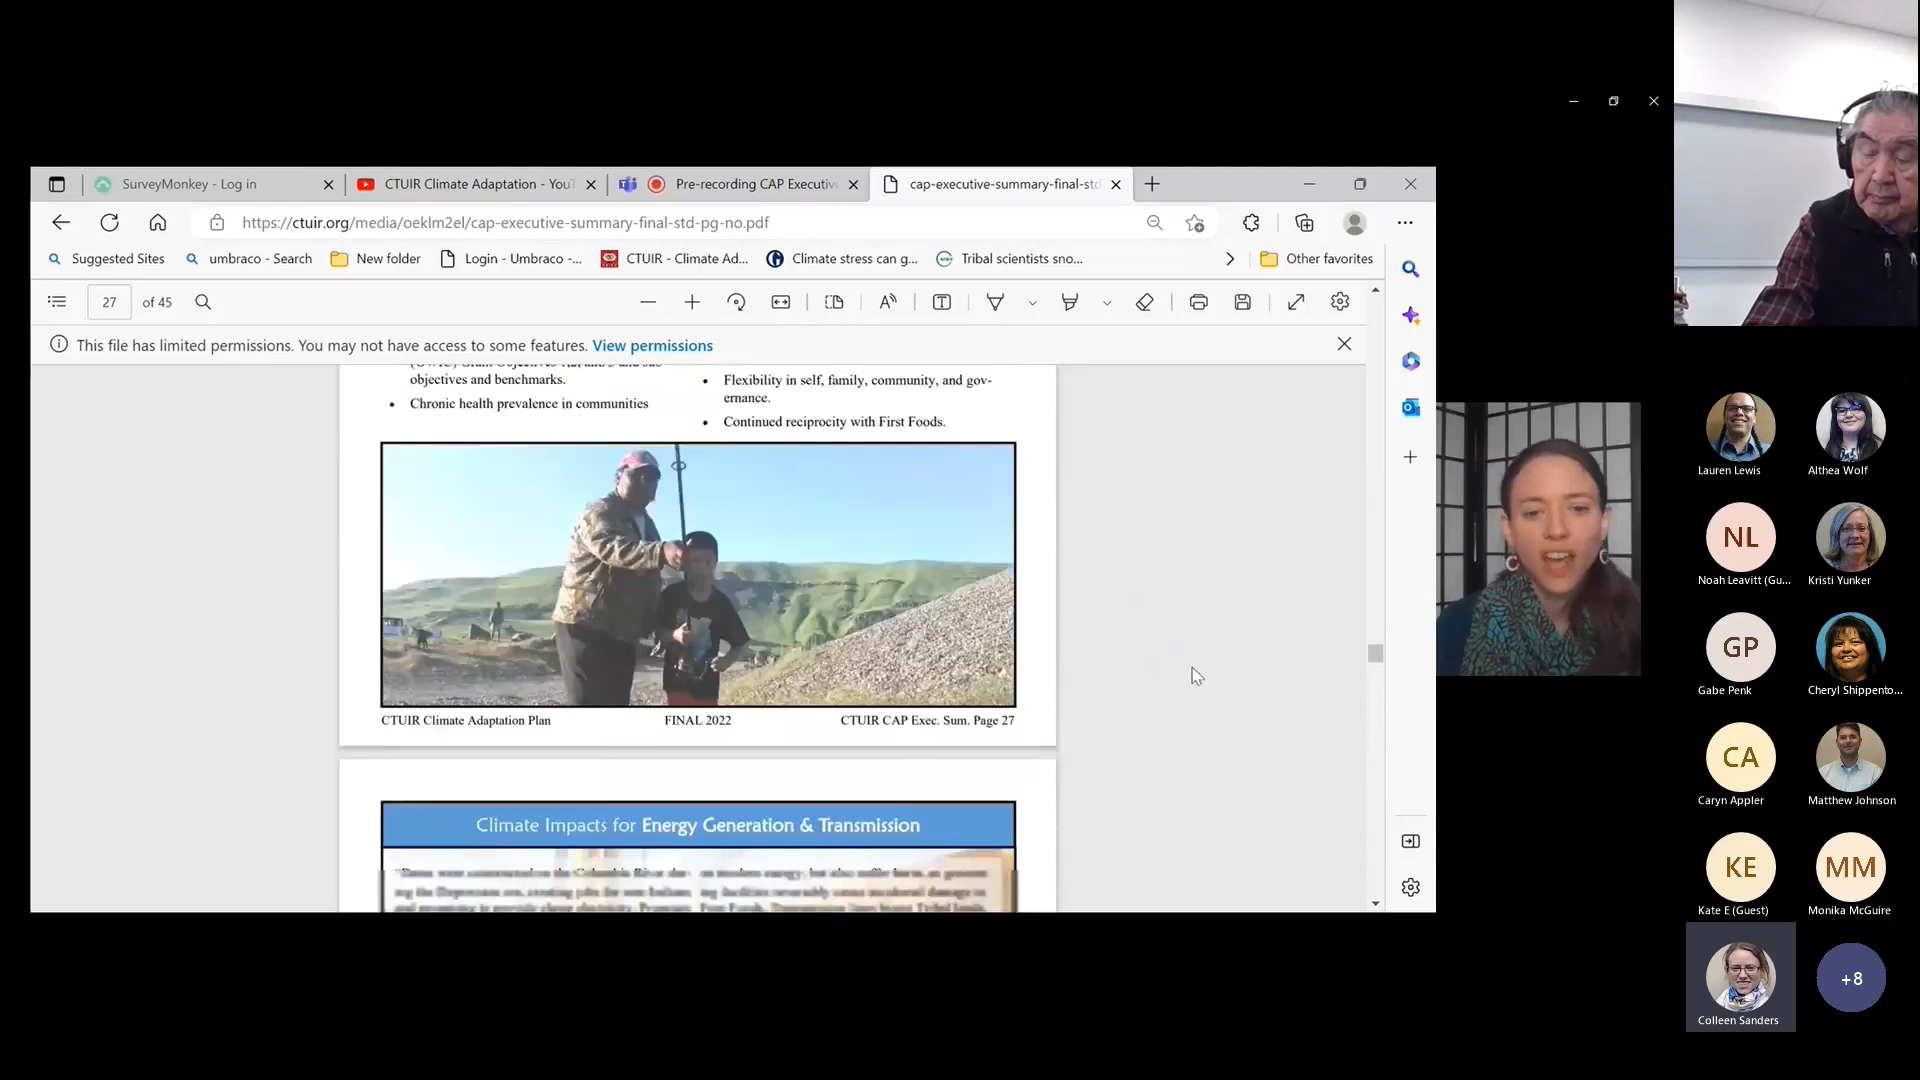 SurveyMonkey - Log in
CTUIR Climate Adaptation - YouT
Pre-recording CAP Executive
cap-executive-summary-final-std
https://ctuir.org/media/oeklm2el/cap-executive-summary-final-std-pg-no.pdf
Suggested Sites
umbraco - Search
New folder
Login - Umbraco -...
CTUIR - Climate Ad...
Climate stress can g...
Tribal scientists sno...
Other favorites
27 of 45
This file has limited permissions. You may not have access to some features. View permissions
objectives and benchmarks.
• Chronic health prevalence in communities
• Flexibility in self, family, community, and gov-
ernance.
• Continued reciprocity with First Foods.
CTUIR Climate Adaptation Plan FINAL 2022 CTUIR CAP Exec. Sum. Page 27
Climate Impacts for Energy Generation & Transmission
Lauren Lewis
Althea Wolf
NL
Noah Leavitt (Gu...
Kristi Yunker
GP
Gabe Penk
Cheryl Shippento...
CA
Caryn Appler
Matthew Johnson
KE
Kate E (Guest)
MM
Monika McGuire
Colleen Sanders
+8